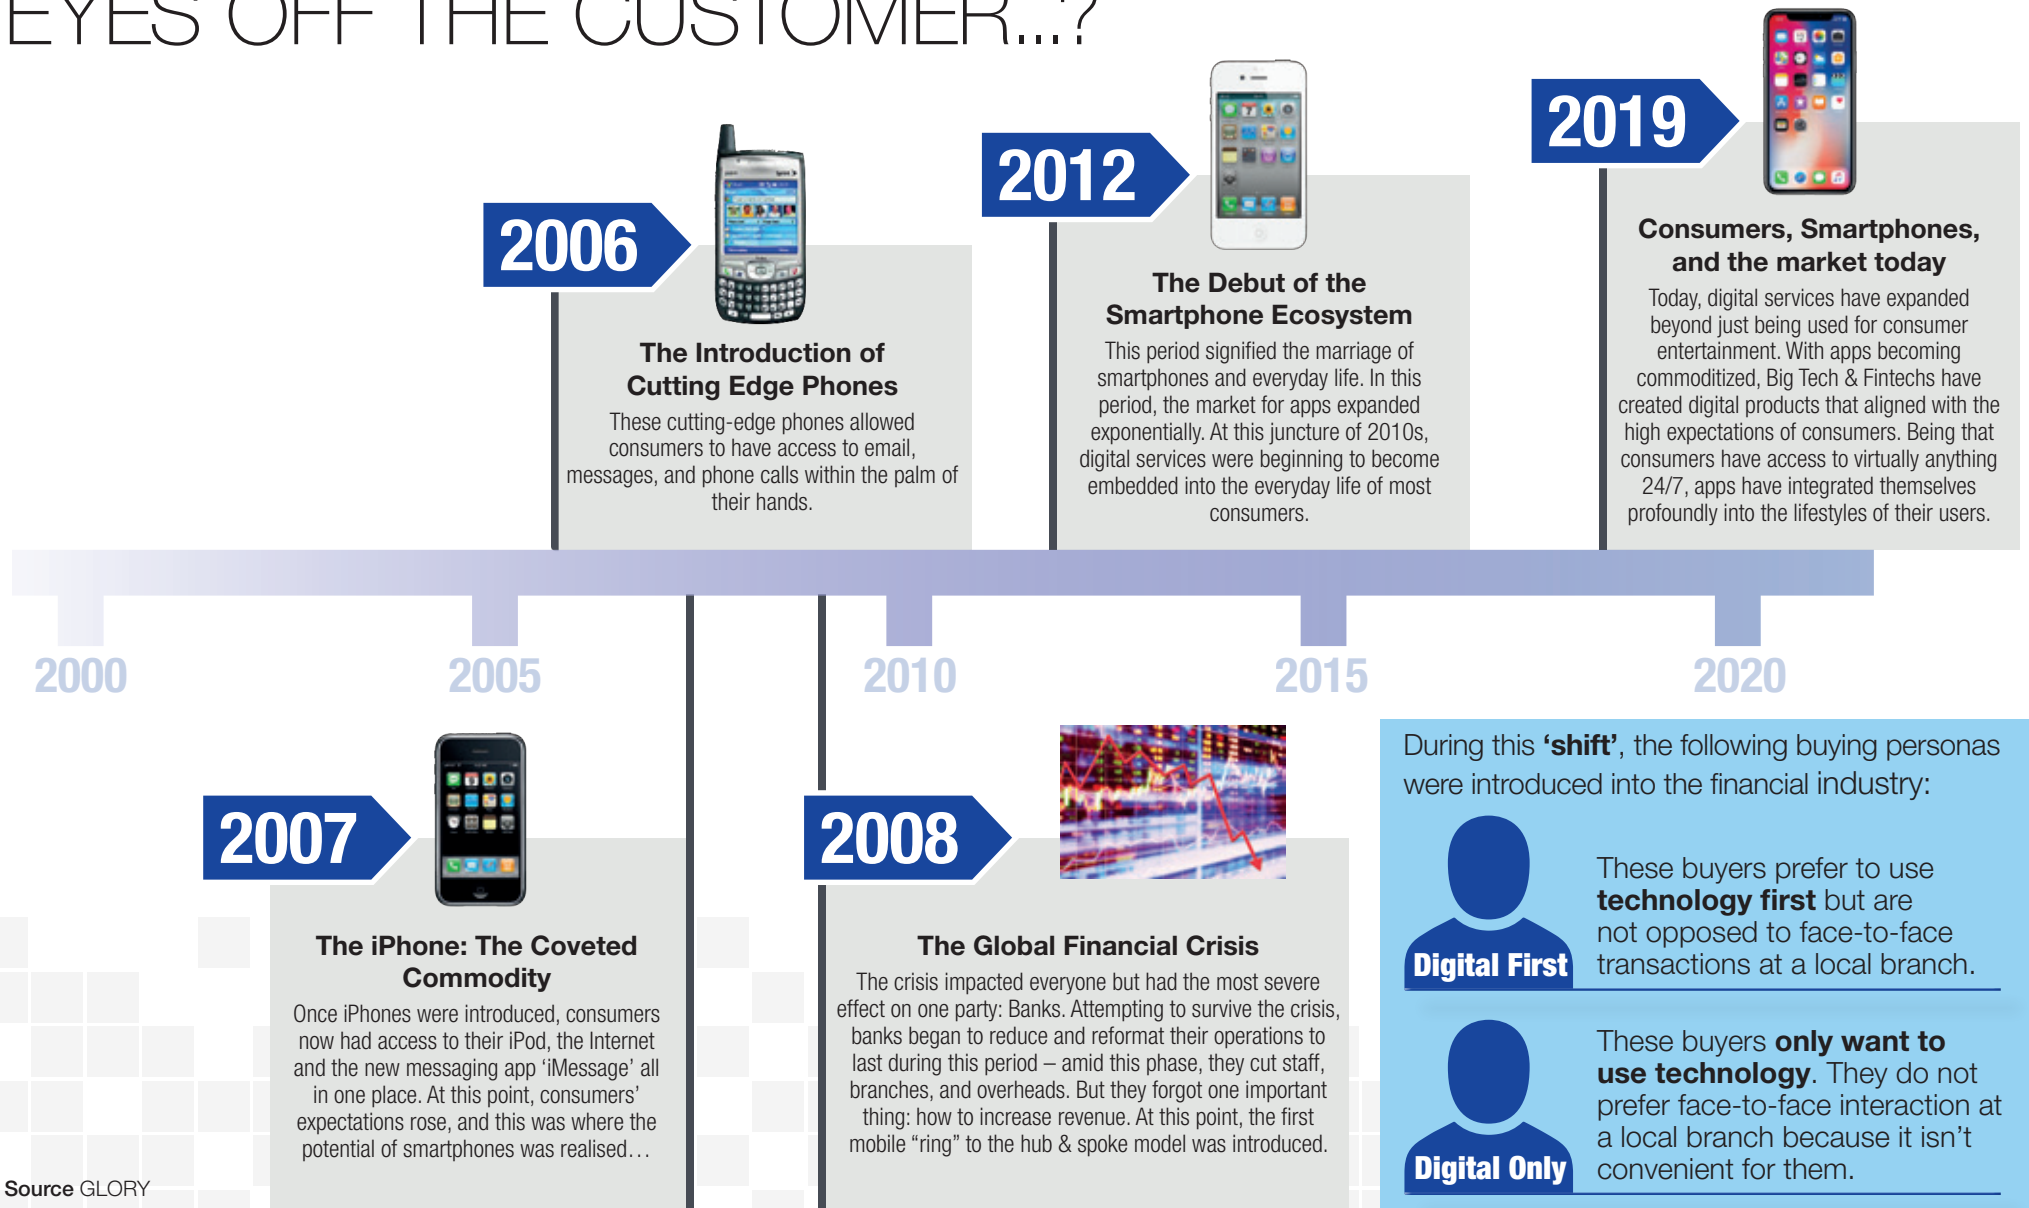 EYES OFF THE CUSTOMER...?
2006
The Introduction of
Cutting Edge Phones
These cutting-edge phones allowed
consumers to have access to email,
messages, and phone calls within the palm of
their hands.
2012
The Debut of the
Smartphone Ecosystem
This period signified the marriage of
smartphones and everyday life. In this
period, the market for apps expanded
exponentially. At this juncture of 2010s,
digital services were beginning to become
embedded into the everyday life of most
consumers.
2019
Consumers, Smartphones,
and the market today
Today, digital services have expanded
beyond just being used for consumer
entertainment. With apps becoming
commoditized, Big Tech & Fintechs have
created digital products that aligned with the
high expectations of consumers. Being that
consumers have access to virtually anything
24/7, apps have integrated themselves
profoundly into the lifestyles of their users.
2000
2005
2010
2015
2020
2007
The iPhone: The Coveted
Commodity
Once iPhones were introduced, consumers
now had access to their iPod, the Internet
and the new messaging app ‘iMessage’ all
in one place. At this point, consumers’
expectations rose, and this was where the
potential of smartphones was realised…
2008
The Global Financial Crisis
The crisis impacted everyone but had the most severe
effect on one party: Banks. Attempting to survive the crisis,
banks began to reduce and reformat their operations to
last during this period – amid this phase, they cut staff,
branches, and overheads. But they forgot one important
thing: how to increase revenue. At this point, the first
mobile “ring” to the hub & spoke model was introduced.
During this ‘shift’, the following buying personas
were introduced into the financial industry:
Digital First
These buyers prefer to use
technology first but are
not opposed to face-to-face
transactions at a local branch.
Digital Only
These buyers only want to
use technology. They do not
prefer face-to-face interaction at
a local branch because it isn’t
convenient for them.
Source GLORY